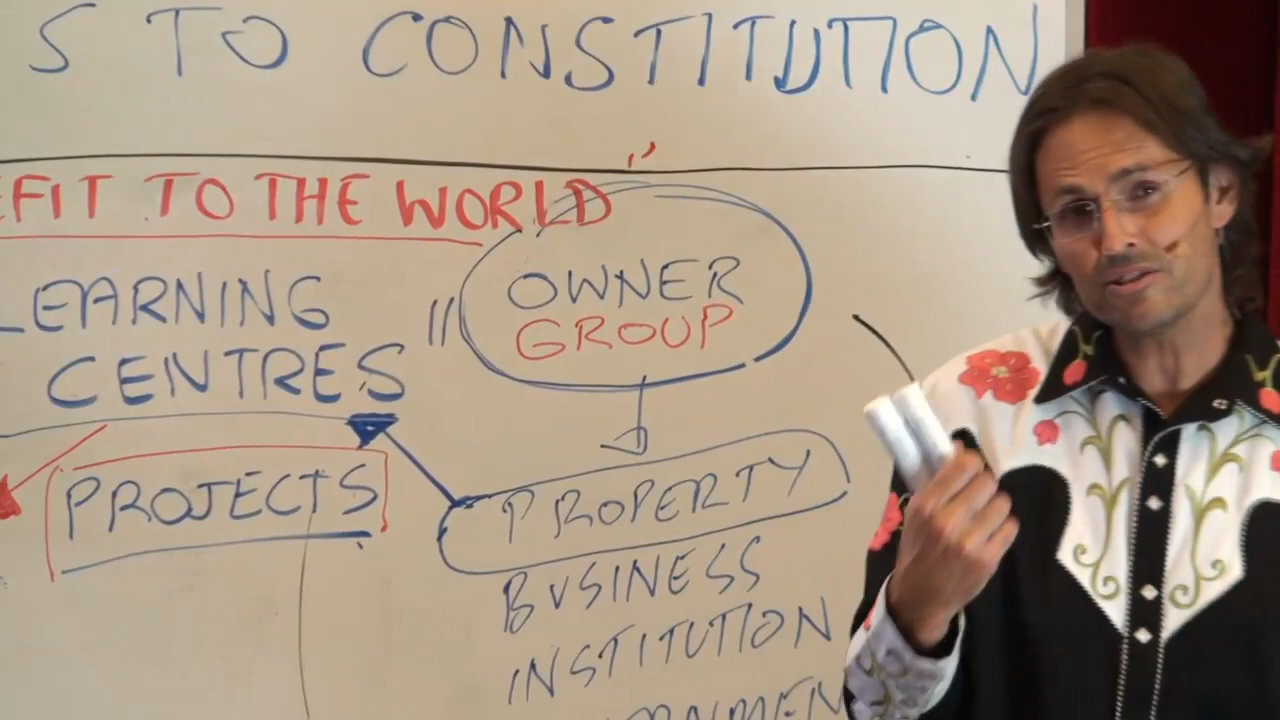 S TO CONSTITUTION
EFIT TO THE WORLD
LEARNING
CENTRES
PROJECTS
"
OWNER
GROUP
PROPERTY
BUSINESS
INSTITUTION